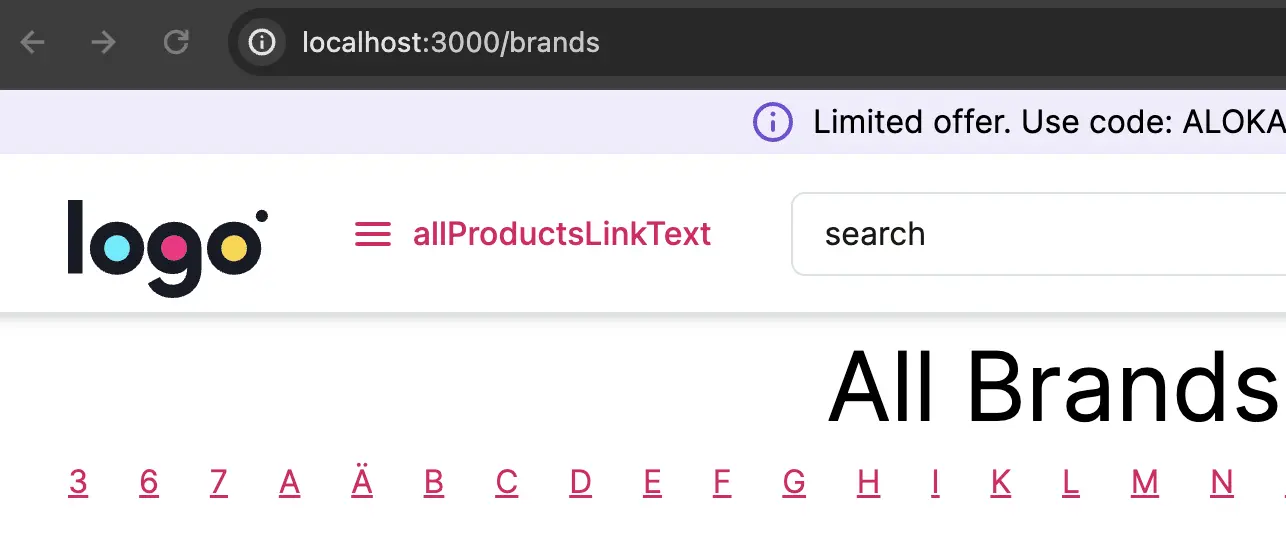 localhost:3000/brands
Limited offer. Use code: ALOKA
logo
allProductsLinkText
search
All Brands
3 6 7 A Ä B C D E F G H I K L M N